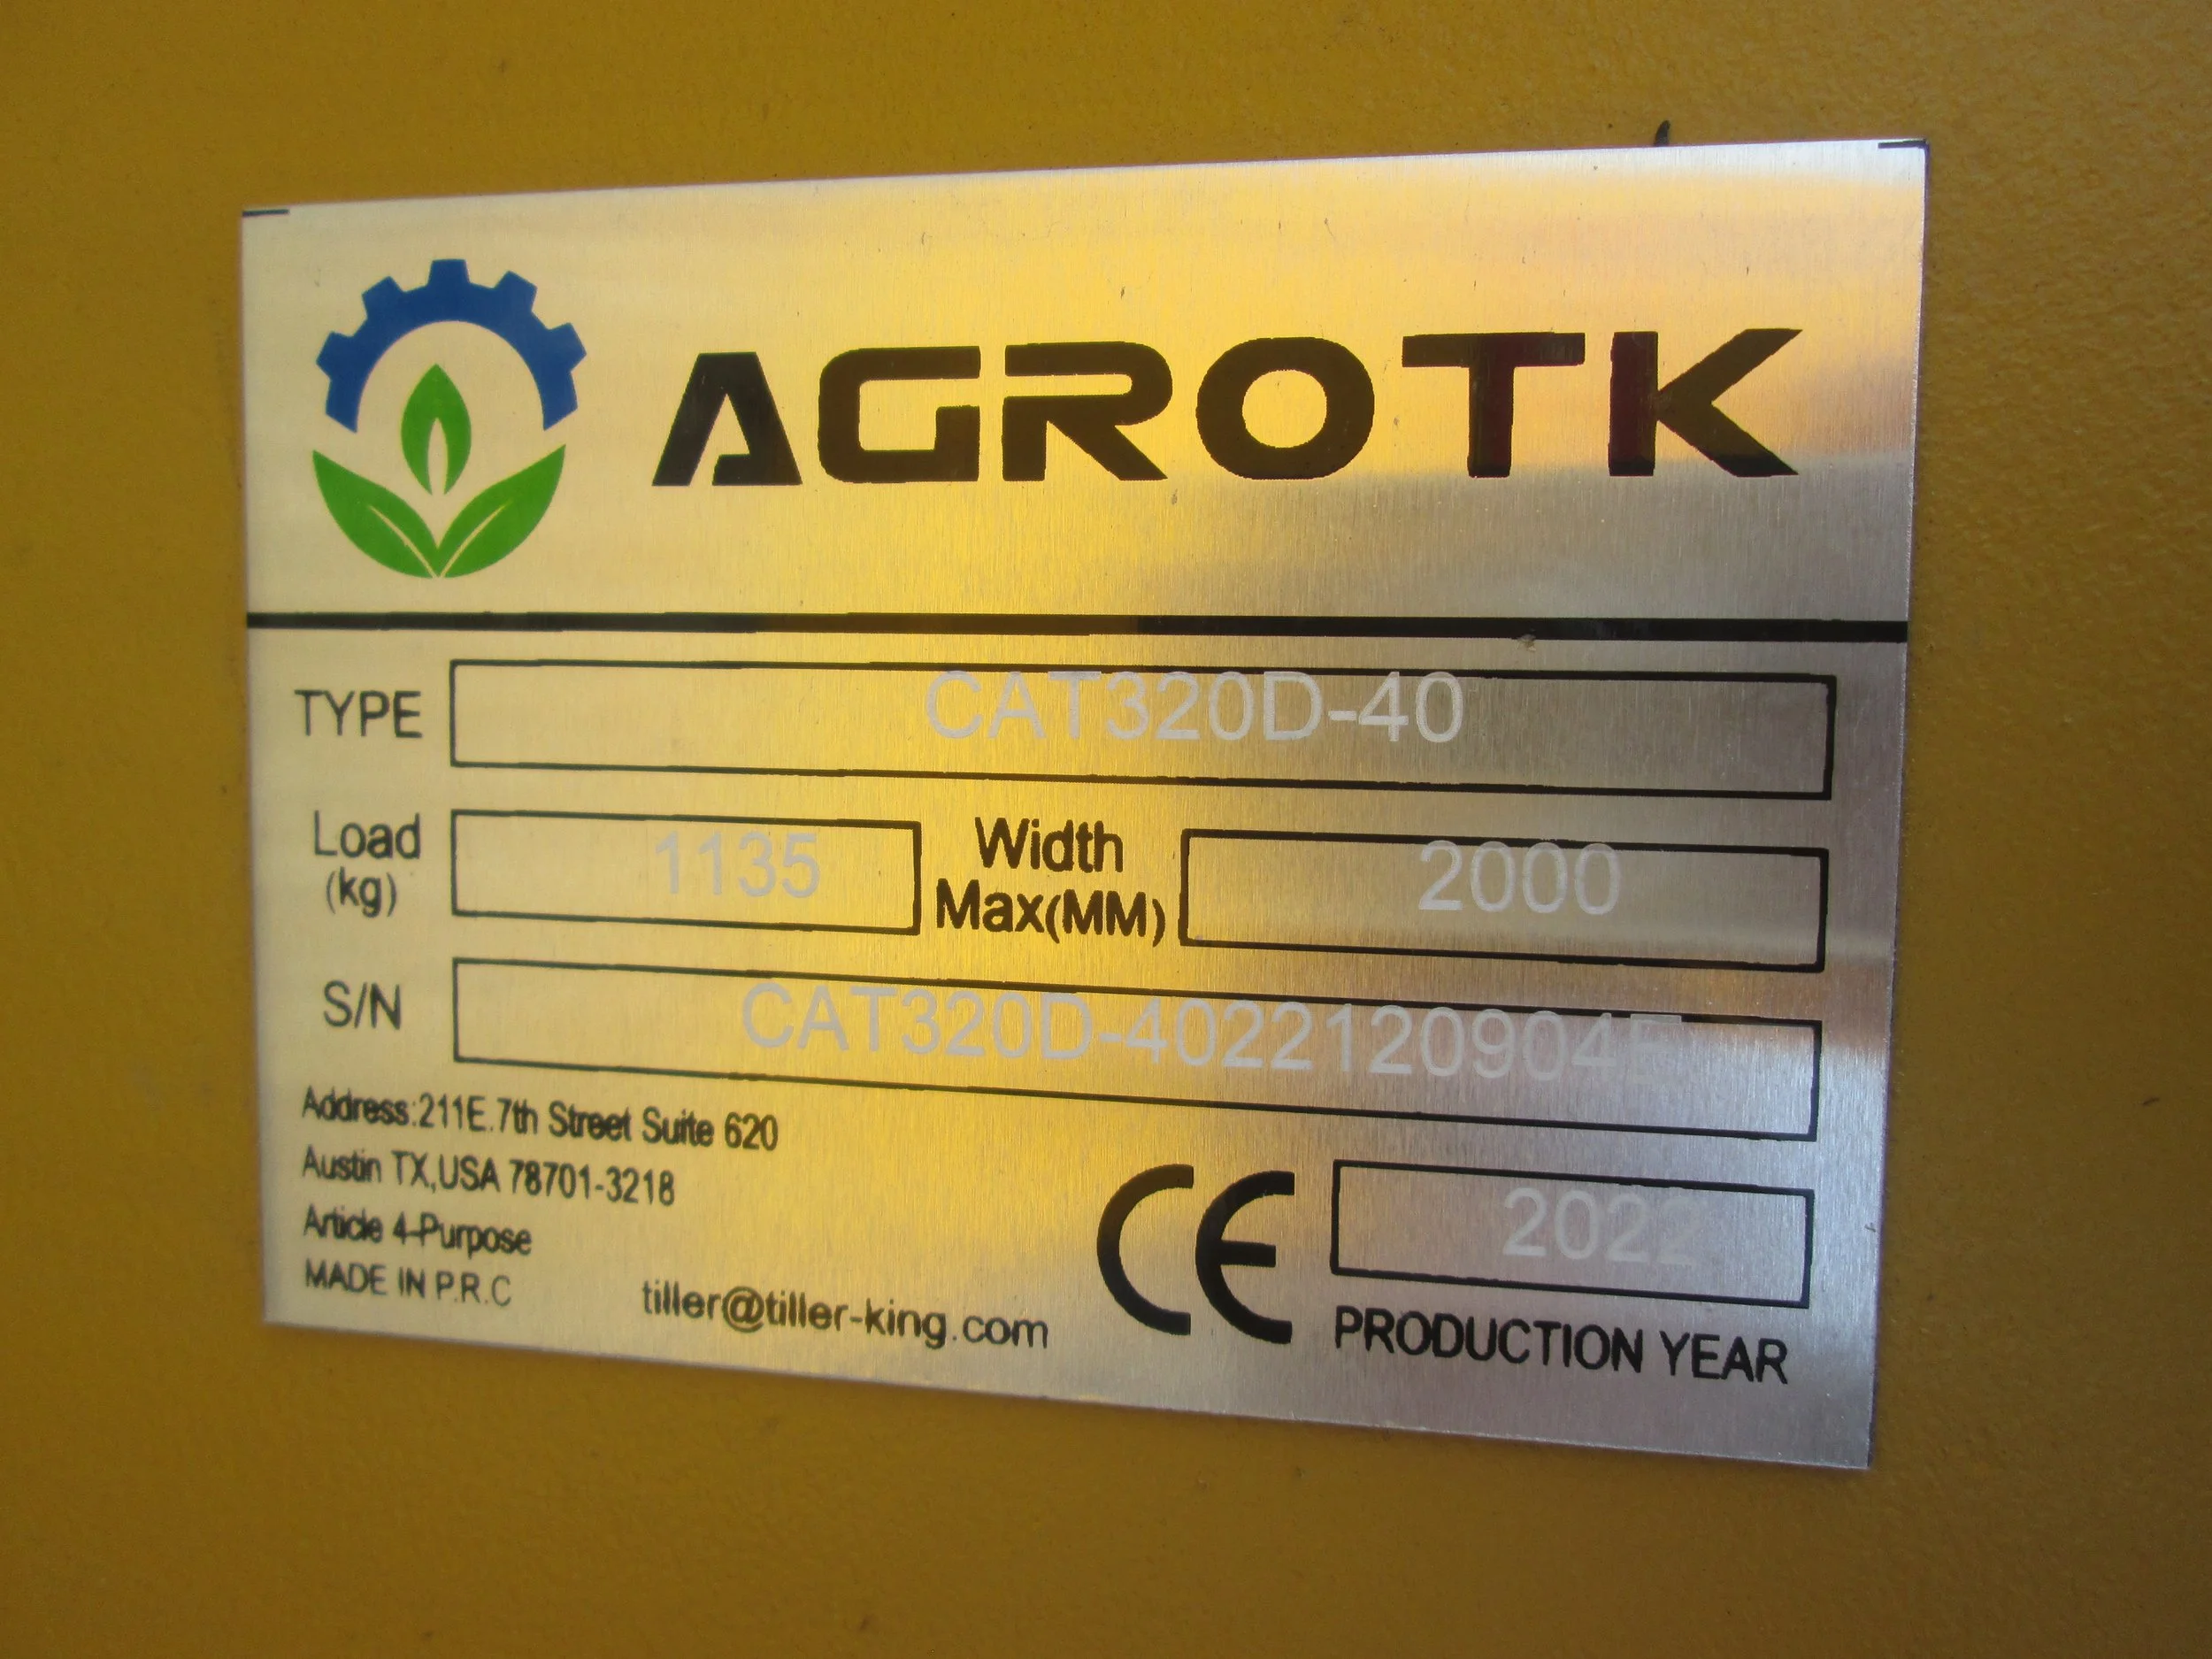 AGROTK
TYPE CAT320D-40
Load (kg) 1135 Width Max(MM) 2000
S/N
Address:211E.7th Street Suite 620
Austin TX,USA 78701-3218
Article 4-Purpose
MADE IN P.R.C
tiller@tiller-king.com
CE
2022
PRODUCTION YEAR